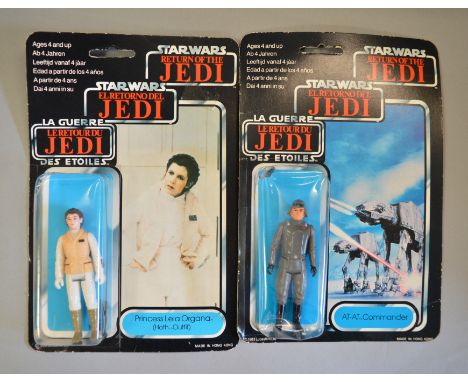 Ages 4 and up
Ab 4 Jahren
Leeftijd vanaf 4 jaar
Edad a partir de los 4 años
A partir de 4 ans
Dai 4 anni in su
STAR WARS
RETURN OF THE
JEDI
STAR WARS
EL RETORNO DEL
JEDI
LA GUERRE
LE RETOUR DU
JEDI
DES ETOILES
Princess Leia Organa
(Hoth Outfit)
MADE IN HONG KONG
Ages 4 and up
Ab 4 Jahren
Leeftijd vanaf 4 jaar
Edad a partir de los 4 años
A partir de 4 ans
Dai 4 anni in su
STAR WARS
RETURN OF THE
JEDI
STAR WARS
EL RETORNO DEL
JEDI
LA GUERRE
LE RETOUR DU
JEDI
DES ETOILES
AT-AT Commander
MADE IN HONG KONG